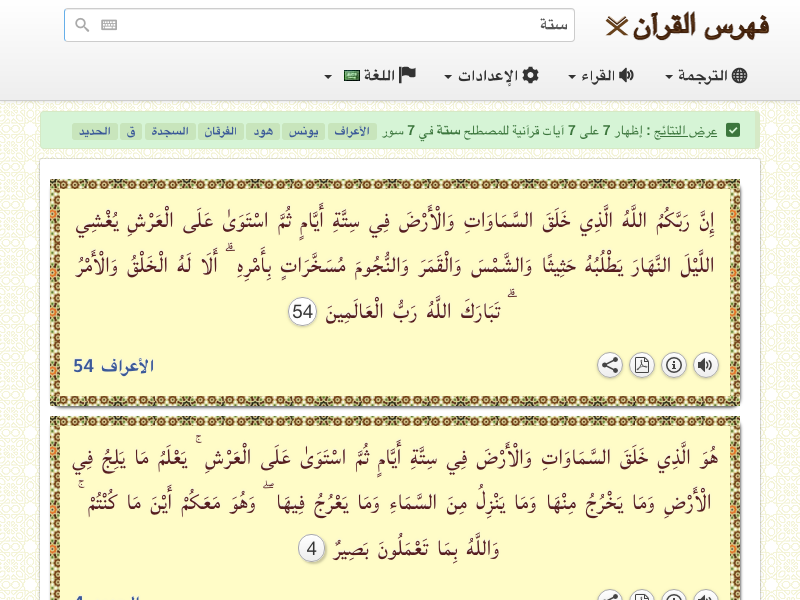 فهرس القرآن
ستة
الترجمة
القراء
الإعدادات
اللغة
عرض النتائج : إظهار 7 على 7 آيات قرآنية للمصطلح ستة في 7 سور الأعراف يونس هود الفرقان السجدة ق الحديد
إِنَّ رَبَّكُمُ اللَّهُ الَّذِي خَلَقَ السَّمَاوَاتِ وَالْأَرْضَ فِي سِتَّةِ أَيَّامٍ ثُمَّ اسْتَوَىٰ عَلَى الْعَرْشِ يُغْشِي
اللَّيْلَ النَّهَارَ يَطْلُبُهُ حَثِيثًا وَالشَّمْسَ وَالْقَمَرَ وَالنُّجُومَ مُسَخَّرَاتٍ بِأَمْرِهِ ۗ أَلَا لَهُ الْخَلْقُ وَالْأَمْرُ
ۗ تَبَارَكَ اللَّهُ رَبُّ الْعَالَمِينَ 54
الأعراف 54
هُوَ الَّذِي خَلَقَ السَّمَاوَاتِ وَالْأَرْضَ فِي سِتَّةِ أَيَّامٍ ثُمَّ اسْتَوَىٰ عَلَى الْعَرْشِ ۚ يَعْلَمُ مَا يَلِجُ فِي
الْأَرْضِ وَمَا يَخْرُجُ مِنْهَا وَمَا يَنْزِلُ مِنَ السَّمَاءِ وَمَا يَعْرُجُ فِيهَا ۖ وَهُوَ مَعَكُمْ أَيْنَ مَا كُنْتُمْ ۚ
وَاللَّهُ بِمَا تَعْمَلُونَ بَصِيرٌ 4